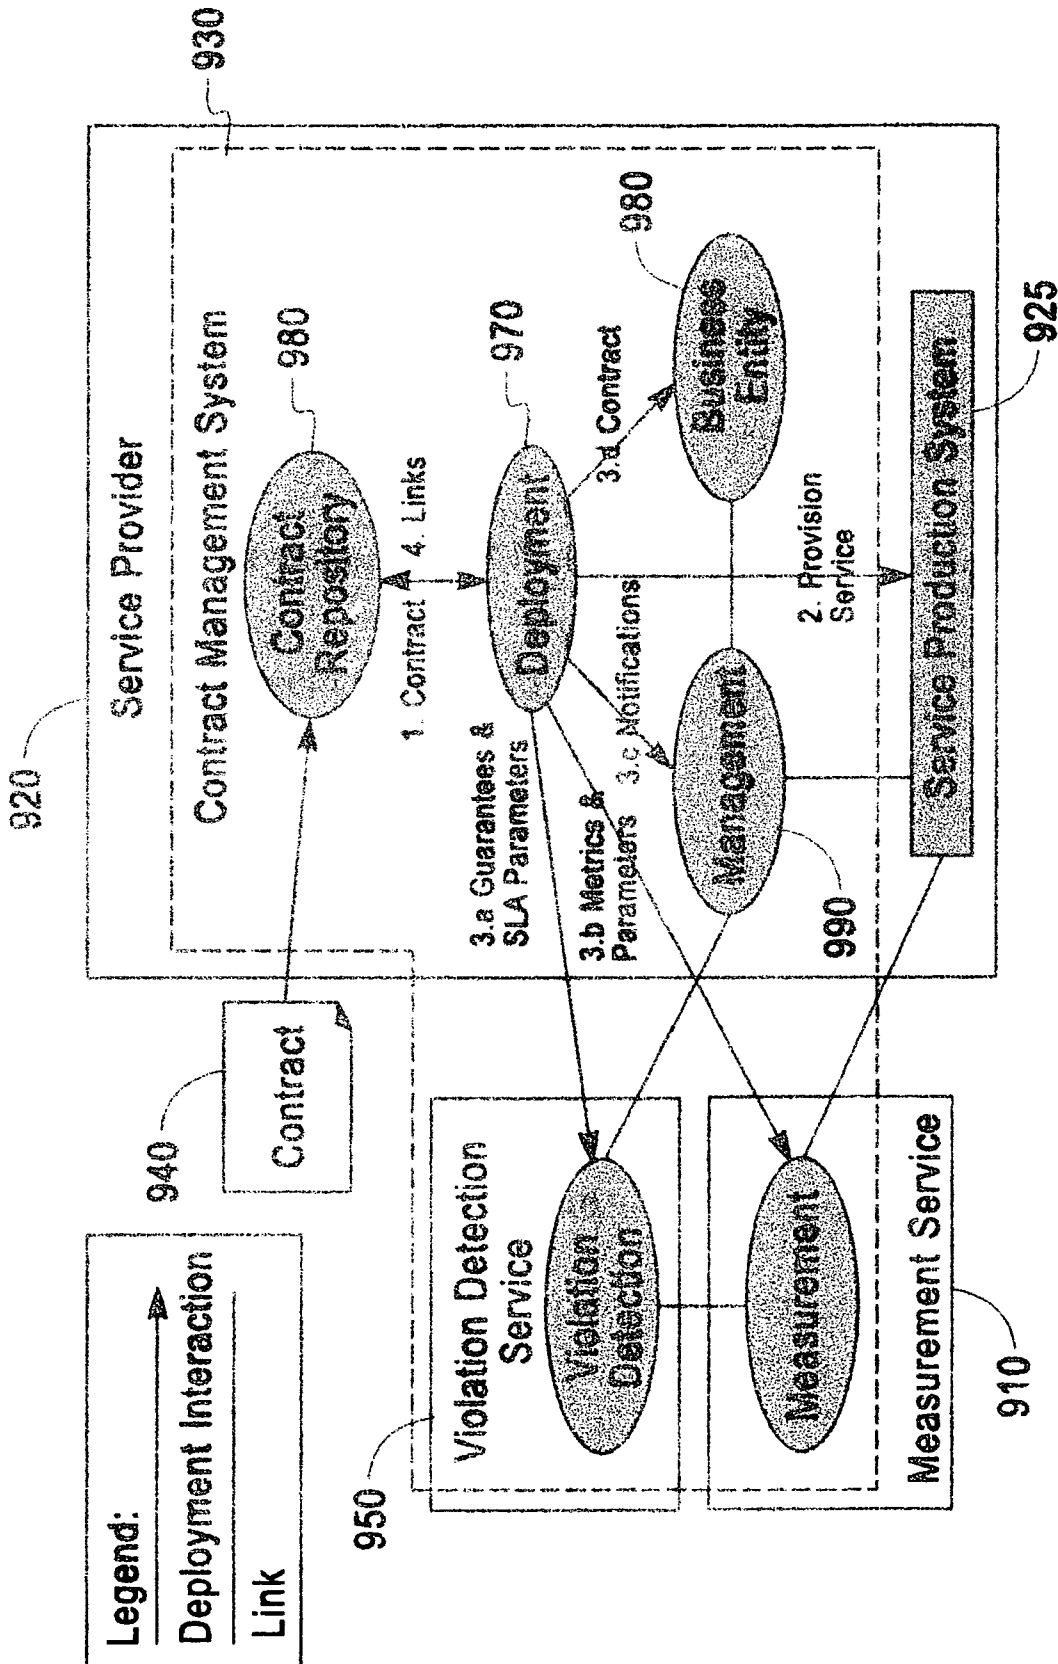 Legend:
Deployment Interaction
Link
940
Contract
920
Service Provider
930
Contract Management System
Contract
Repository
980
1. Contract
4. Links
Deployment
970
3.a Guarantees &
SLA Parameters
3.b Metrics &
Parameters
3.c Notifications
3.d Contract
Management
990
Business
Entity
980
2. Provision
Service
Service Production System
925
950
Violation Detection
Service
Violation
Detection
Measurement
Measurement Service
910